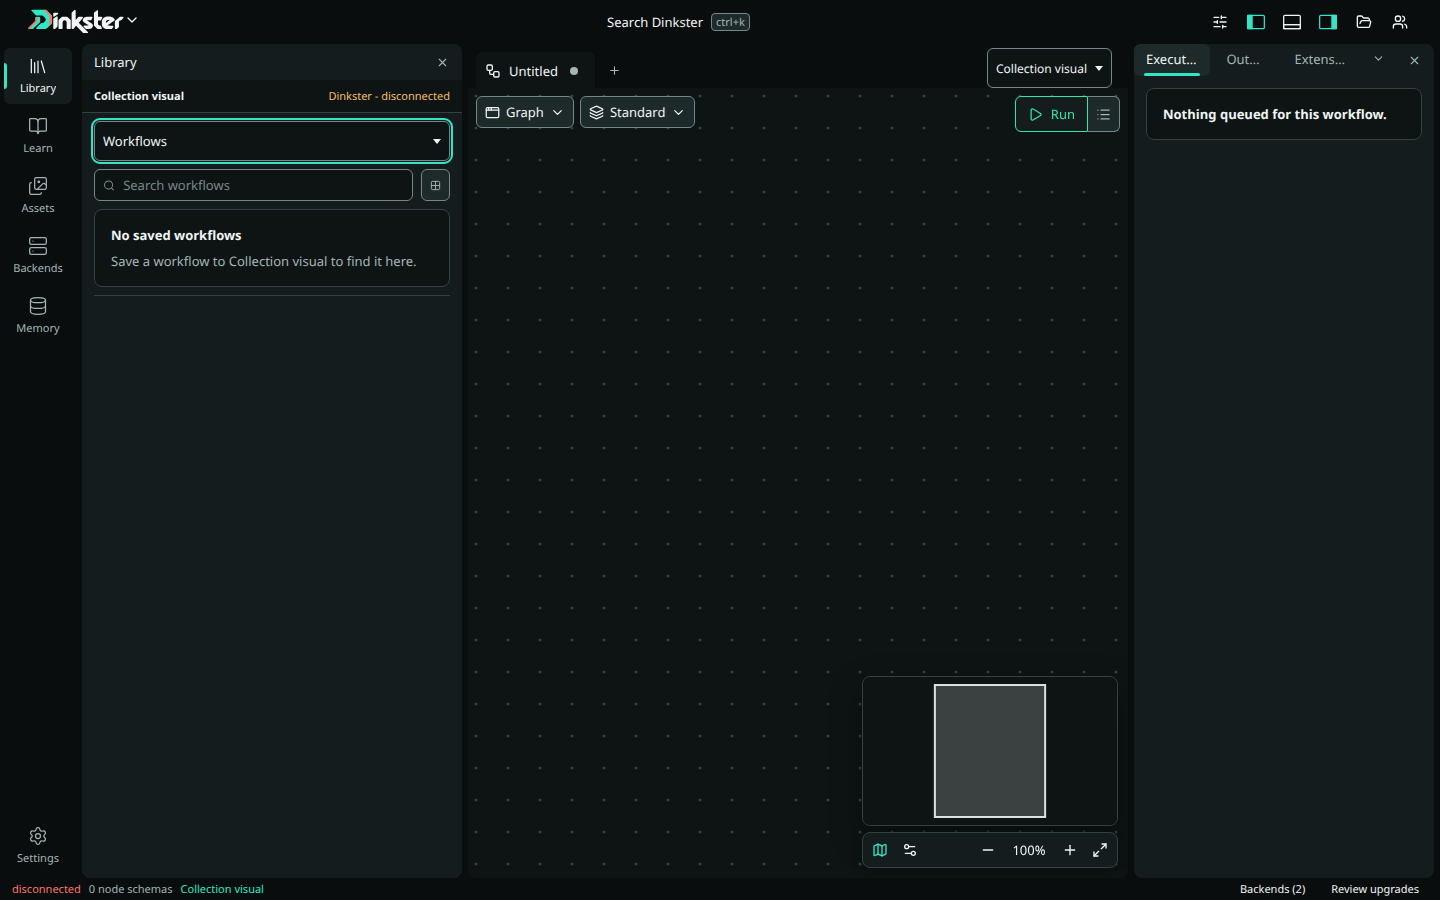 Dinkster
Search Dinkster ctrl+k
Library
Learn
Assets
Backends
Memory
Settings
Library
Collection visual Dinkster - disconnected
Workflows
Search workflows
No saved workflows
Save a workflow to Collection visual to find it here.
Untitled
Collection visual
Graph Standard Run
100%
Execut... Out... Extens...
Nothing queued for this workflow.
disconnected 0 node schemas Collection visual
Backends (2) Review upgrades